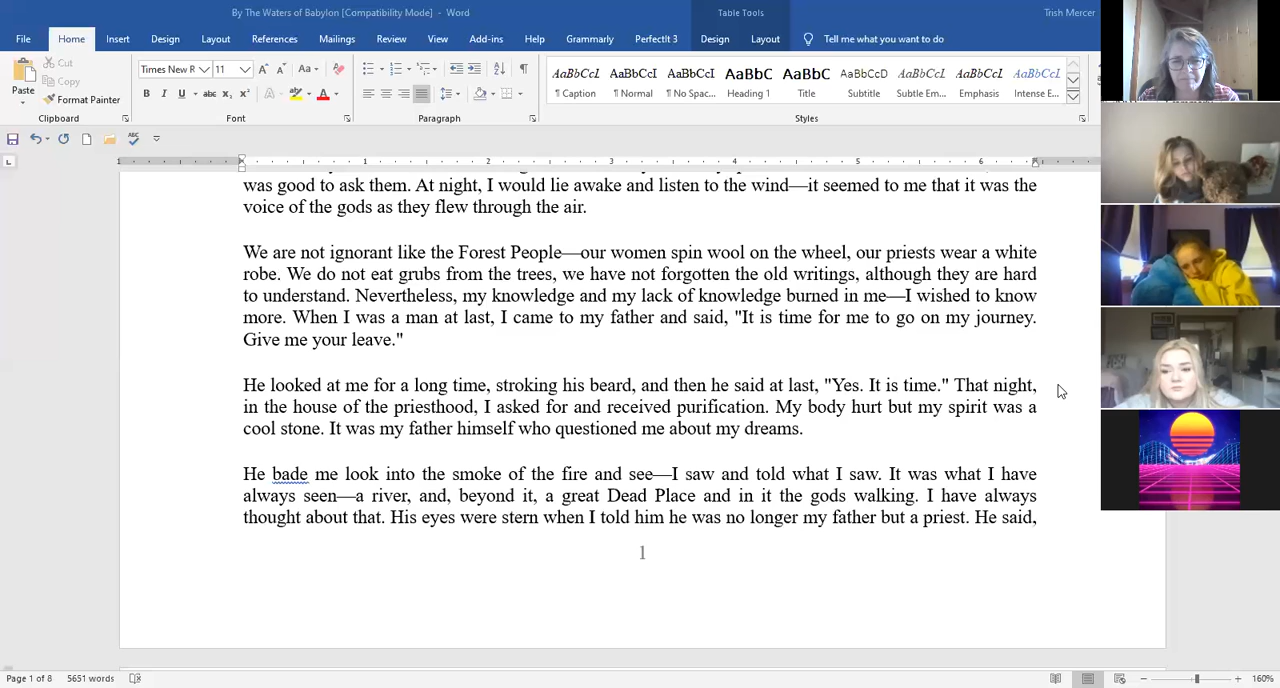 By The Waters of Babylon [Compatibility Mode] - Word
Table Tools
Trish Mercer
File Home Insert Design Layout References Mailings Review View Add-ins Help Grammarly PerfectIt 3 Design Layout Tell me what you want to do
Paste
Cut
Copy
Format Painter
Clipboard
Times New R 11
Aa
B I U abc x₂ x²
Font
Paragraph
AaBbCcI AaBbCcI AaBbCcI AaBbC AaBbC AaBbCcD AaBbCcI AaBbCcI AaBbCcI
¶ Caption ¶ Normal ¶ No Spac... Heading 1 Title Subtitle Subtle Em... Emphasis Intense E...
Styles
1 1 2 3 4 5 6
was good to ask them. At night, I would lie awake and listen to the wind—it seemed to me that it was the
voice of the gods as they flew through the air.
We are not ignorant like the Forest People—our women spin wool on the wheel, our priests wear a white
robe. We do not eat grubs from the trees, we have not forgotten the old writings, although they are hard
to understand. Nevertheless, my knowledge and my lack of knowledge burned in me—I wished to know
more. When I was a man at last, I came to my father and said, "It is time for me to go on my journey.
Give me your leave."
He looked at me for a long time, stroking his beard, and then he said at last, "Yes. It is time." That night,
in the house of the priesthood, I asked for and received purification. My body hurt but my spirit was a
cool stone. It was my father himself who questioned me about my dreams.
He bade me look into the smoke of the fire and see—I saw and told what I saw. It was what I have
always seen—a river, and, beyond it, a great Dead Place and in it the gods walking. I have always
thought about that. His eyes were stern when I told him he was no longer my father but a priest. He said,
1
Page 1 of 8 5651 words
160%